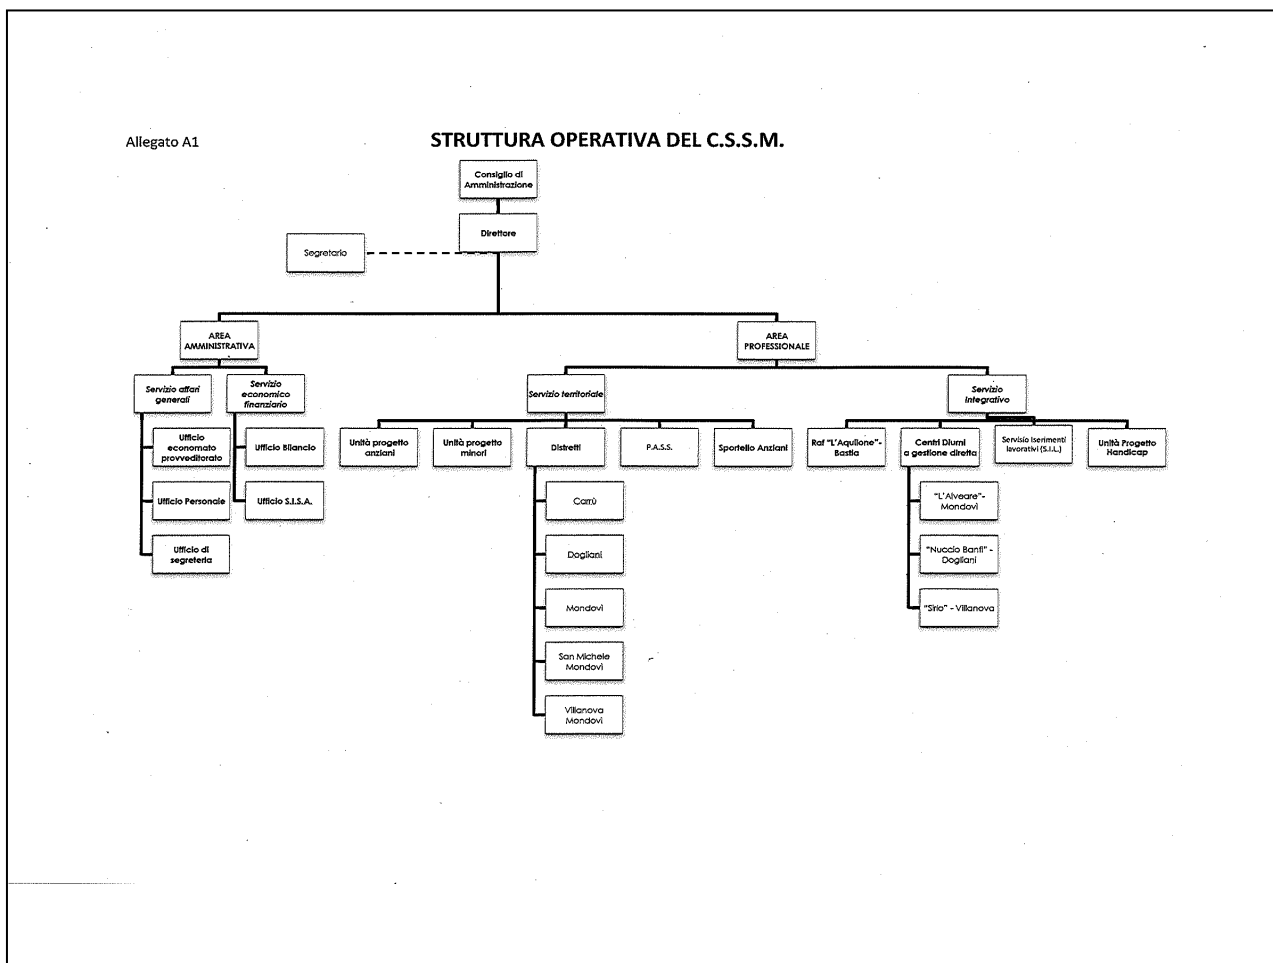 Allegato A1
STRUTTURA OPERATIVA DEL C.S.S.M.
Consiglio di
Amministrazione
Direttore
Segretario
AREA
AMMINISTRATIVA
AREA
PROFESSIONALE
Servizio affari
generali
Servizio
economico
finanziario
Servizio territoriale
Servizio
Integrativo
Ufficio
economato
provveditorato
Ufficio Bilancio
Unità progetto
anziani
Unità progetto
minori
Distretti
P.A.S.S.
Sportello Anziani
Raf "L'Aquilone"-
Bastia
Centri Diurni
a gestione diretta
Servisio Iserimenti
lavorativi (S.I.L.)
Unità Progetto
Handicap
Ufficio Personale
Ufficio S.I.S.A.
Carrù
"L'Alveare"-
Mondovì
Ufficio di
segreteria
Dogliani
"Nuccio Banfi" -
Dogliani
Mondovì
"Sirio" - Villanova
San Michele
Mondovì
Villanova
Mondovì